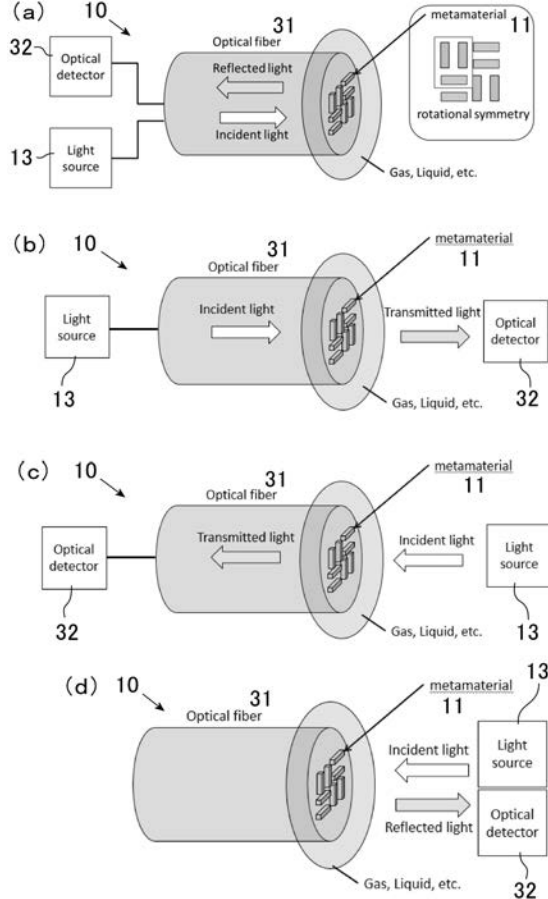 (a)
10
32
Optical
detector
13
Light
source
31
Optical fiber
Reflected light
Incident light
metamaterial
11
rotational symmetry
Gas, Liquid, etc.
(b)
10
Light
source
13
31
Optical fiber
Incident light
metamaterial
11
Transmitted light
Optical
detector
32
Gas, Liquid, etc.
(c)
10
Optical
detector
32
31
Optical fiber
Transmitted light
metamaterial
11
Incident light
Light
source
13
Gas, Liquid, etc.
(d)
10
31
Optical fiber
metamaterial
11
13
Incident light
Light
source
Reflected light
Optical
detector
32
Gas, Liquid, etc.